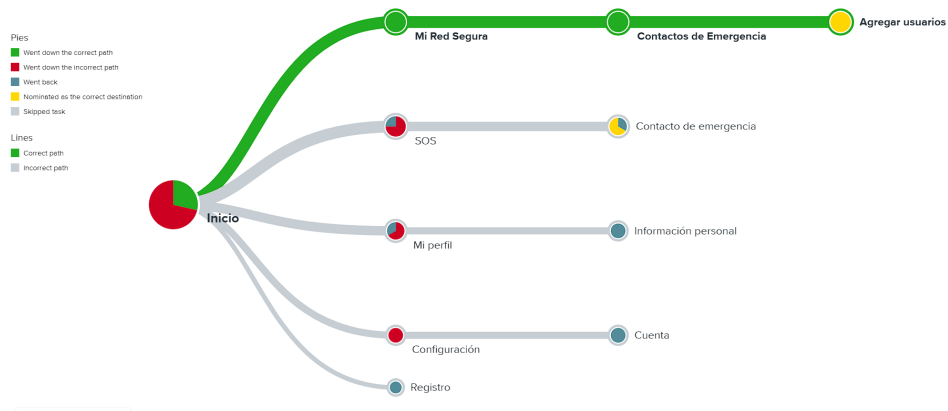 Pies
Went down the correct path
Went down the incorrect path
Went back
Nominated as the correct destination
Skipped task
Lines
Correct path
Incorrect path
Inicio
Mi Red Segura
Contactos de Emergencia
Agregar usuarios
SOS
Contacto de emergencia
Mi perfil
Información personal
Configuración
Cuenta
Registro